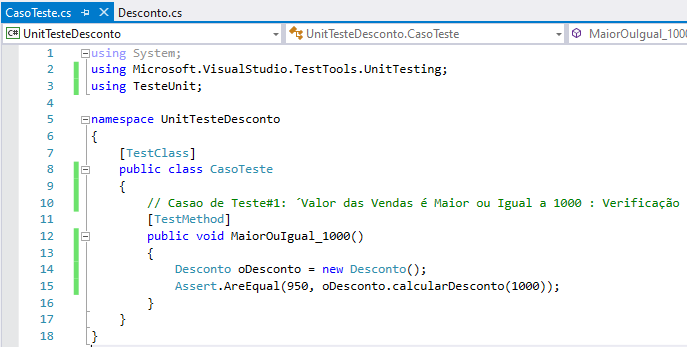 CasoTeste.cs Desconto.cs
C# UnitTesteDesconto UnitTesteDesconto.CasoTeste MaiorOuIgual_1000
1 using System;
2 using Microsoft.VisualStudio.TestTools.UnitTesting;
3 using TesteUnit;
4
5 namespace UnitTesteDesconto
6 {
7 [TestClass]
8 public class CasoTeste
9 {
10 // Casao de Teste#1: ´Valor das Vendas é Maior ou Igual a 1000 : Verificação
11 [TestMethod]
12 public void MaiorOuIgual_1000()
13 {
14 Desconto oDesconto = new Desconto();
15 Assert.AreEqual(950, oDesconto.calcularDesconto(1000));
16 }
17 }
18 }